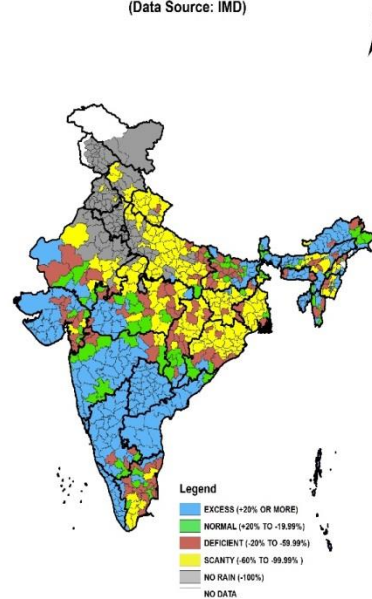 (Data Source: IMD)
Legend
EXCESS (+20% OR MORE)
NORMAL (+20% TO -19.99%)
DEFICIENT (-20% TO -59.99%)
SCANTY (-60% TO -99.99% )
NO RAIN (-100%)
NO DATA